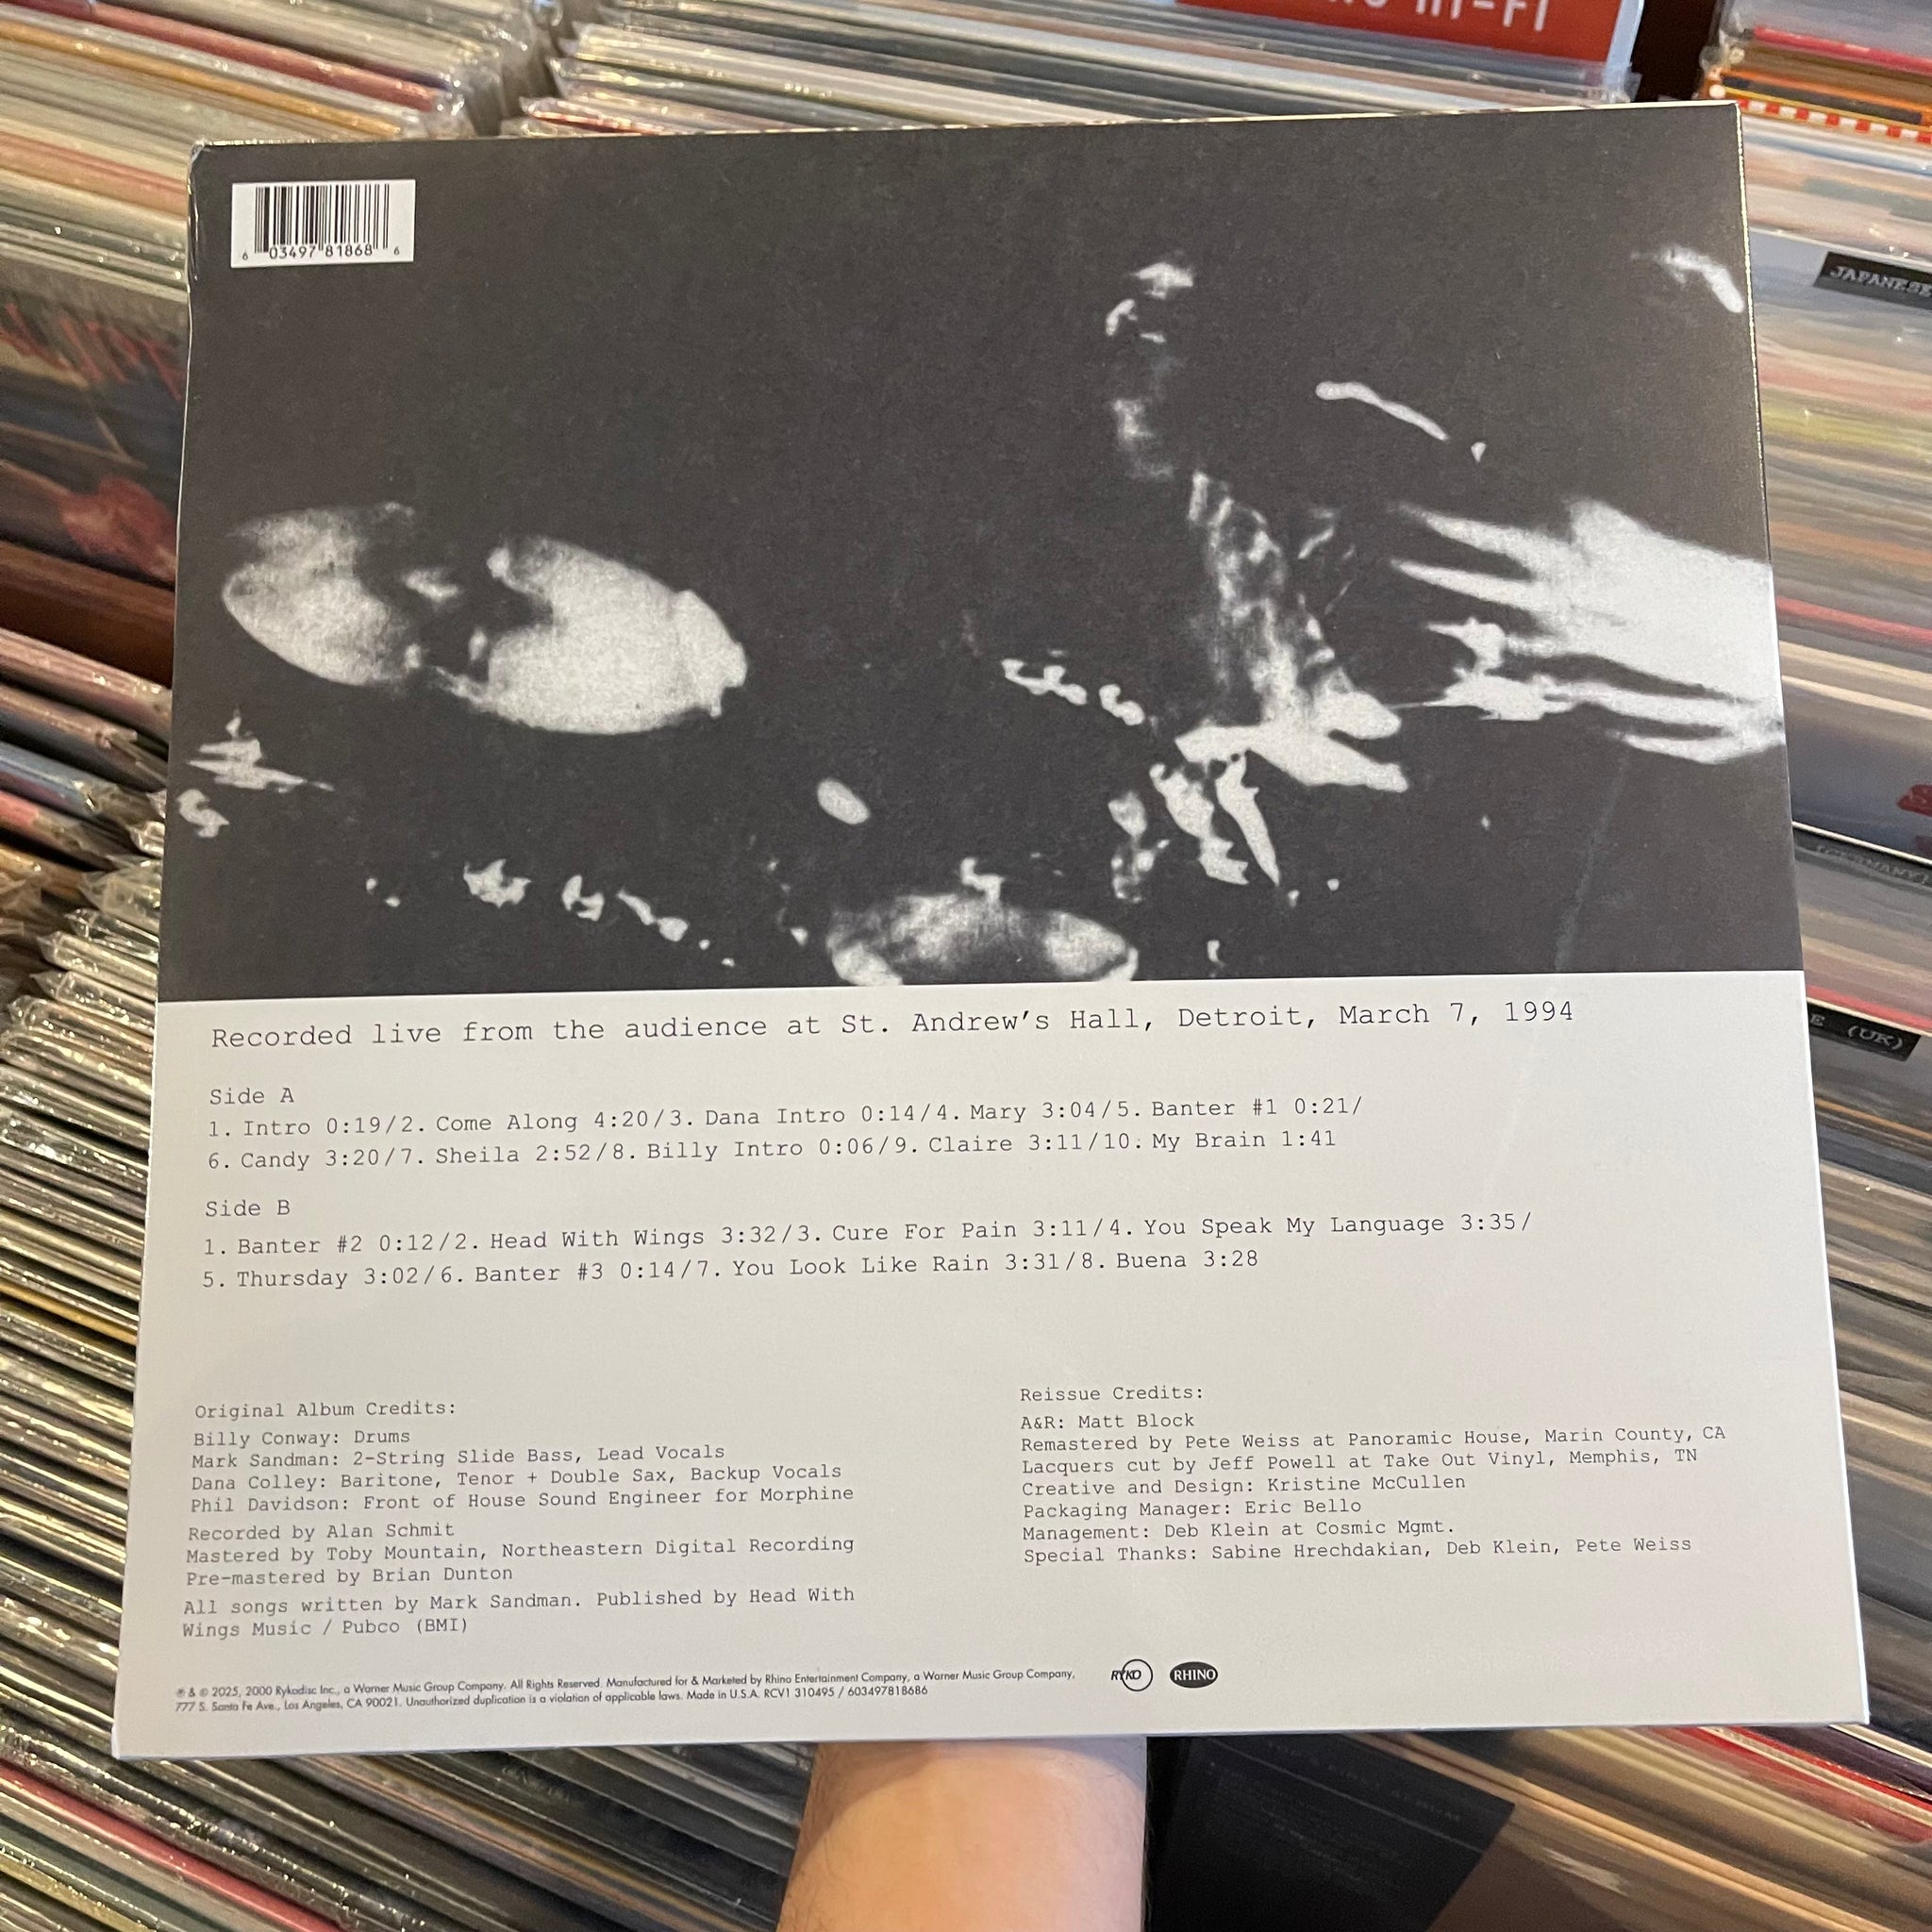 HI-FI
JAPANESE
6 03497 81868 6
(GERMANY)
E (UK)
Recorded live from the audience at St. Andrew's Hall, Detroit, March 7, 1994
Side A
1. Intro 0:19/2. Come Along 4:20/3. Dana Intro 0:14/4. Mary 3:04/5. Banter #1 0:21/
6. Candy 3:20/7. Sheila 2:52/8. Billy Intro 0:06/9. Claire 3:11/10. My Brain 1:41
Side B
1. Banter #2 0:12/2. Head With Wings 3:32/3. Cure For Pain 3:11/4. You Speak My Language 3:35/
5. Thursday 3:02/6. Banter #3 0:14/7. You Look Like Rain 3:31/8. Buena 3:28
Original Album Credits:
Billy Conway: Drums
Mark Sandman: 2-String Slide Bass, Lead Vocals
Dana Colley: Baritone, Tenor + Double Sax, Backup Vocals
Phil Davidson: Front of House Sound Engineer for Morphine
Recorded by Alan Schmit
Mastered by Toby Mountain, Northeastern Digital Recording
Pre-mastered by Brian Dunton
All songs written by Mark Sandman. Published by Head With
Wings Music / Pubco (BMI)
Reissue Credits:
A&R: Matt Block
Remastered by Pete Weiss at Panoramic House, Marin County, CA
Lacquers cut by Jeff Powell at Take Out Vinyl, Memphis, TN
Creative and Design: Kristine McCullen
Packaging Manager: Eric Bello
Management: Deb Klein at Cosmic Mgmt.
Special Thanks: Sabine Hrechdakian, Deb Klein, Pete Weiss
℗ & © 2025, 2000 Rykodisc Inc., a Warner Music Group Company. All Rights Reserved. Manufactured for & Marketed by Rhino Entertainment Company, a Warner Music Group Company,
777 S. Santa Fe Ave., Los Angeles, CA 90021. Unauthorized duplication is a violation of applicable laws. Made in U.S.A. RCV1 310495 / 603497818686
RYKO
RHINO